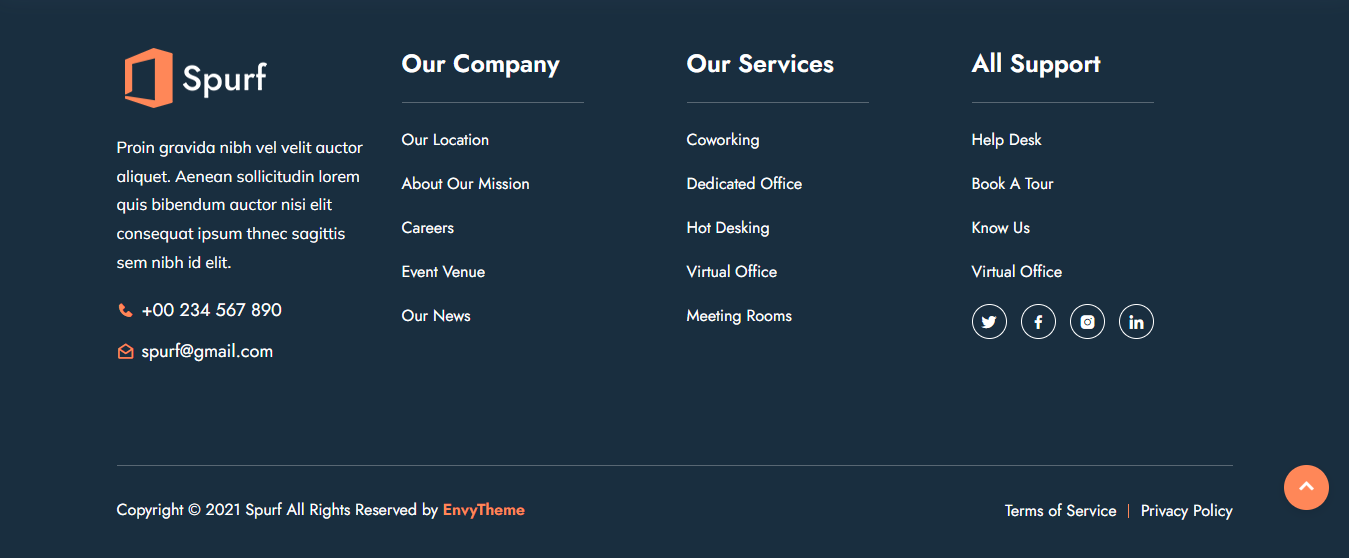 Spurf
Proin gravida nibh vel velit auctor
aliquet. Aenean sollicitudin lorem
quis bibendum auctor nisi elit
consequat ipsum thnec sagittis
sem nibh id elit.
+00 234 567 890
spurf@gmail.com
Our Company
Our Location
About Our Mission
Careers
Event Venue
Our News
Our Services
Coworking
Dedicated Office
Hot Desking
Virtual Office
Meeting Rooms
All Support
Help Desk
Book A Tour
Know Us
Virtual Office
Copyright © 2021 Spurf All Rights Reserved by EnvyTheme
Terms of Service | Privacy Policy